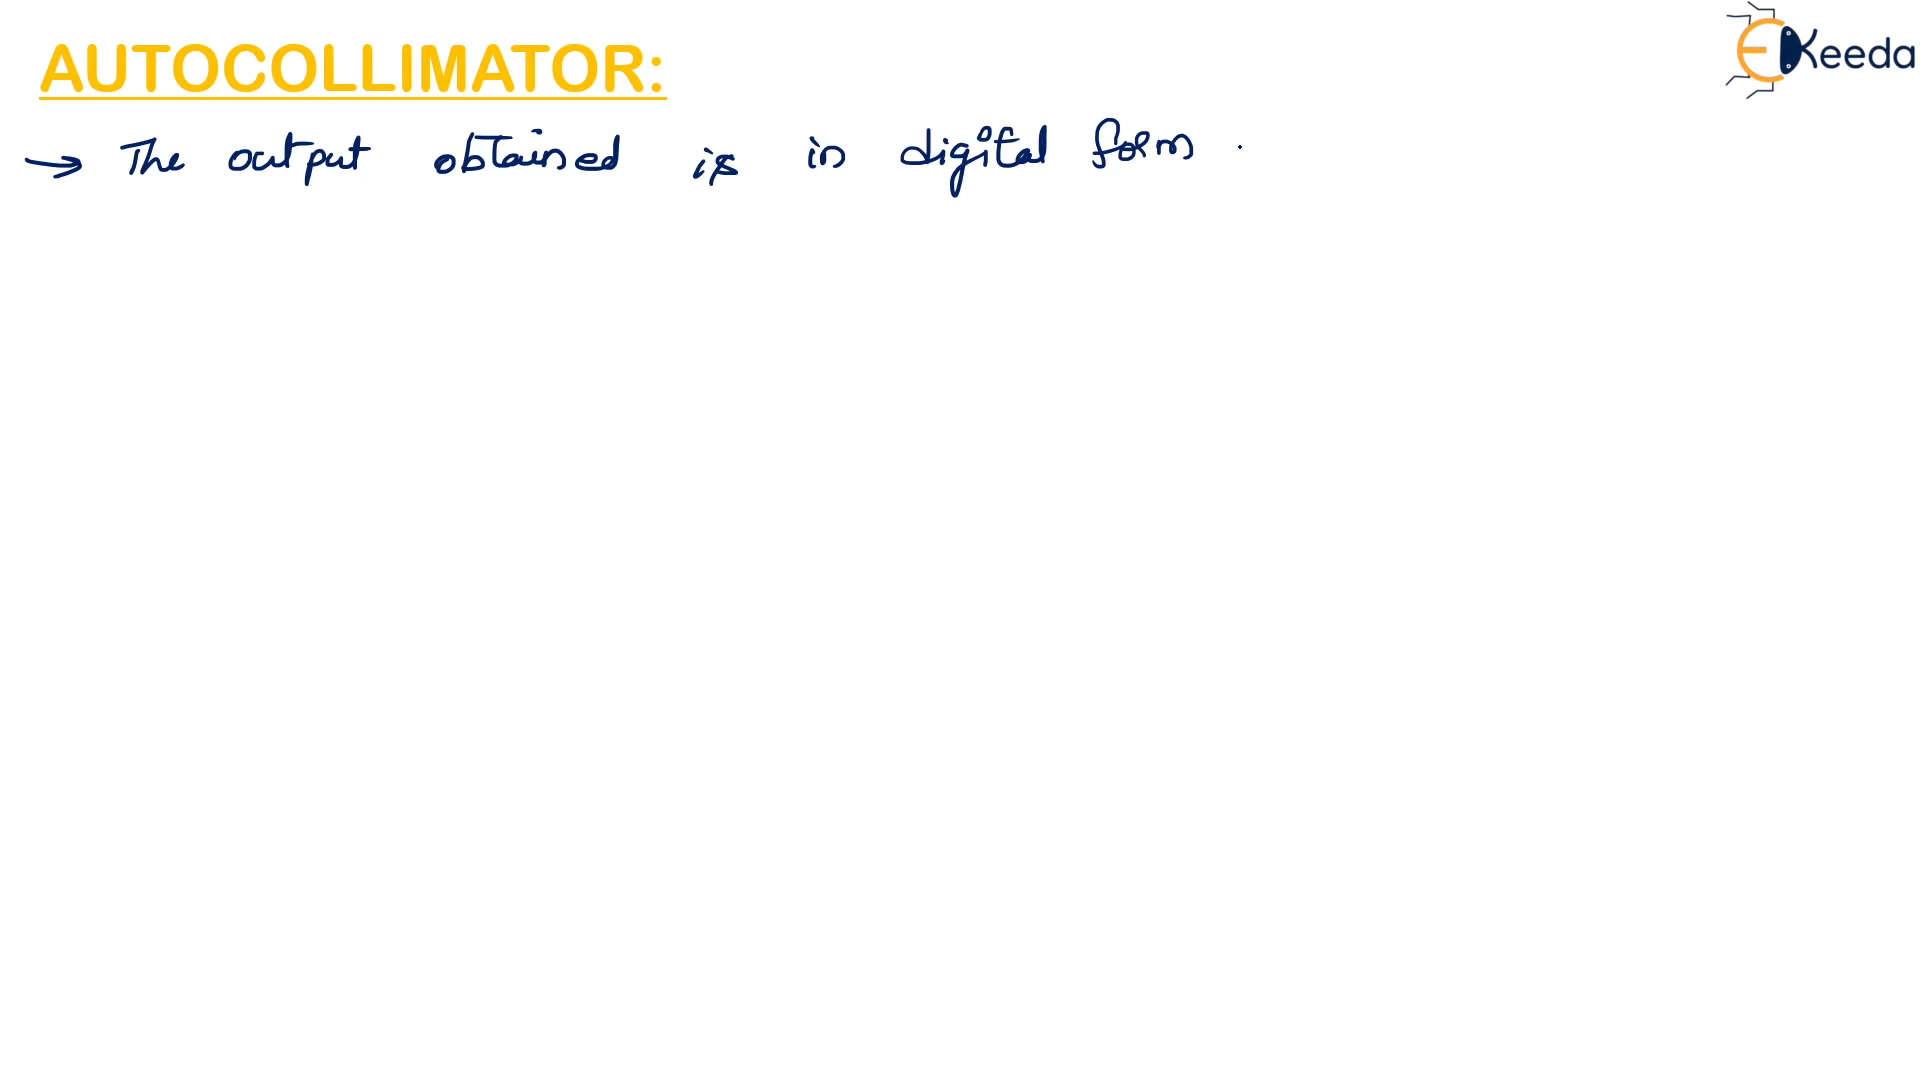 AUTOCOLLIMATOR:
EKeeda
→ The output obtained is in digital form.